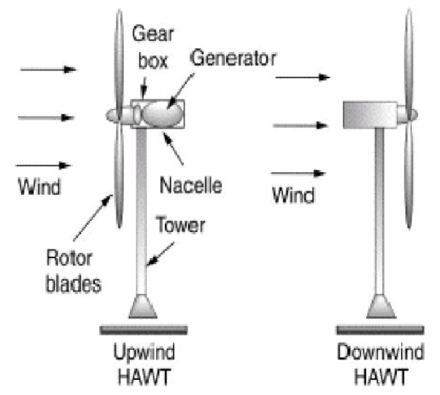 Gear
box
Generator
Wind
Nacelle
Wind
Tower
Rotor
blades
Upwind
HAWT
Downwind
HAWT